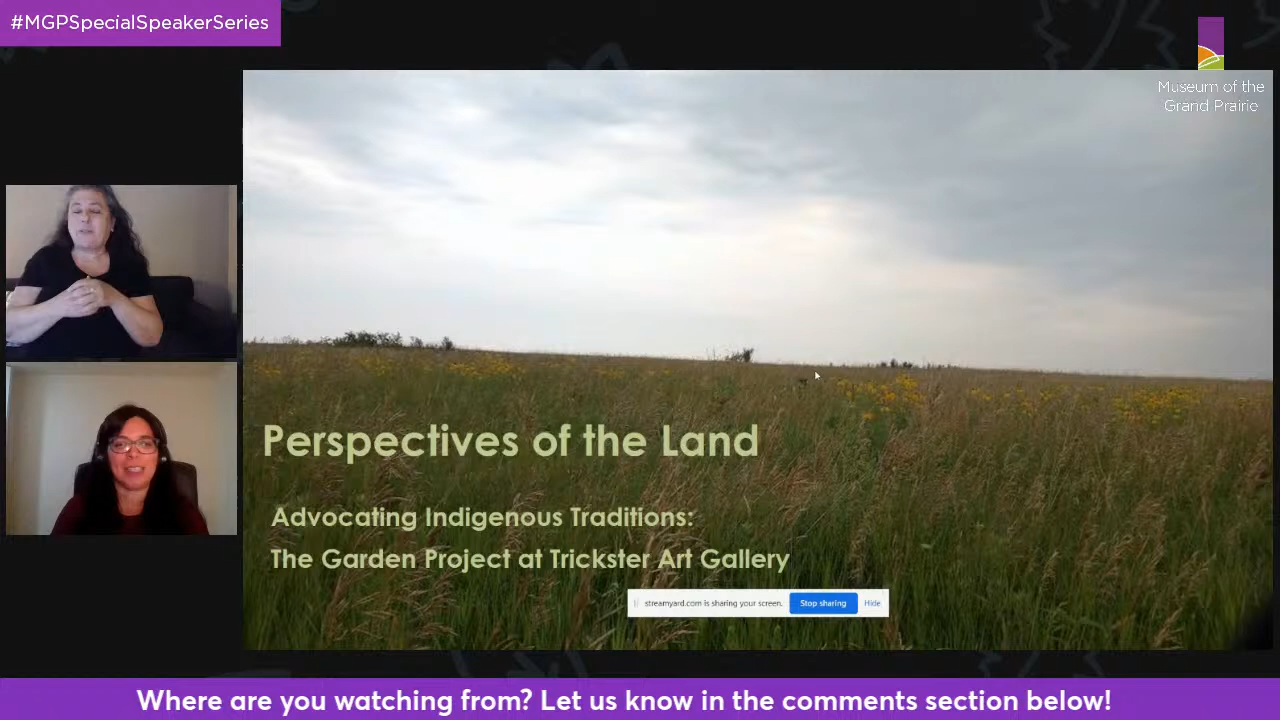 #MGPSpecialSpeakerSeries
Museum of the
Grand Prairie
Perspectives of the Land
Advocating Indigenous Traditions:
The Garden Project at Trickster Art Gallery
streamyard.com is sharing your screen.
Stop sharing
Hide
Where are you watching from? Let us know in the comments section below!